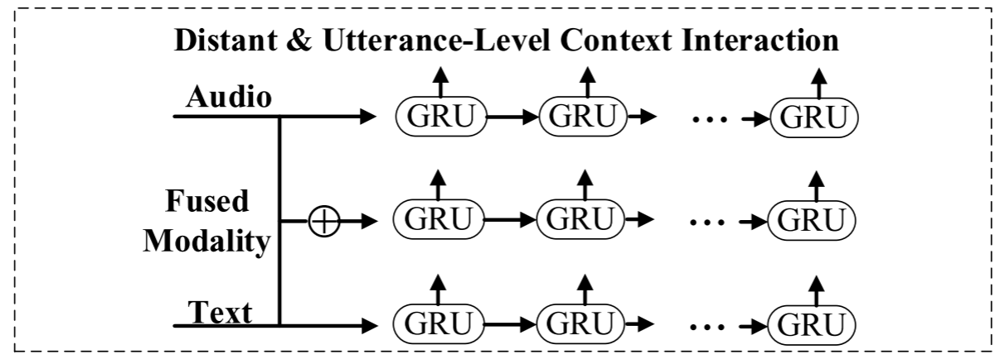 Distant & Utterance-Level Context Interaction
Audio
GRU GRU ... GRU
Fused
Modality
GRU GRU ... GRU
Text
GRU GRU ... GRU